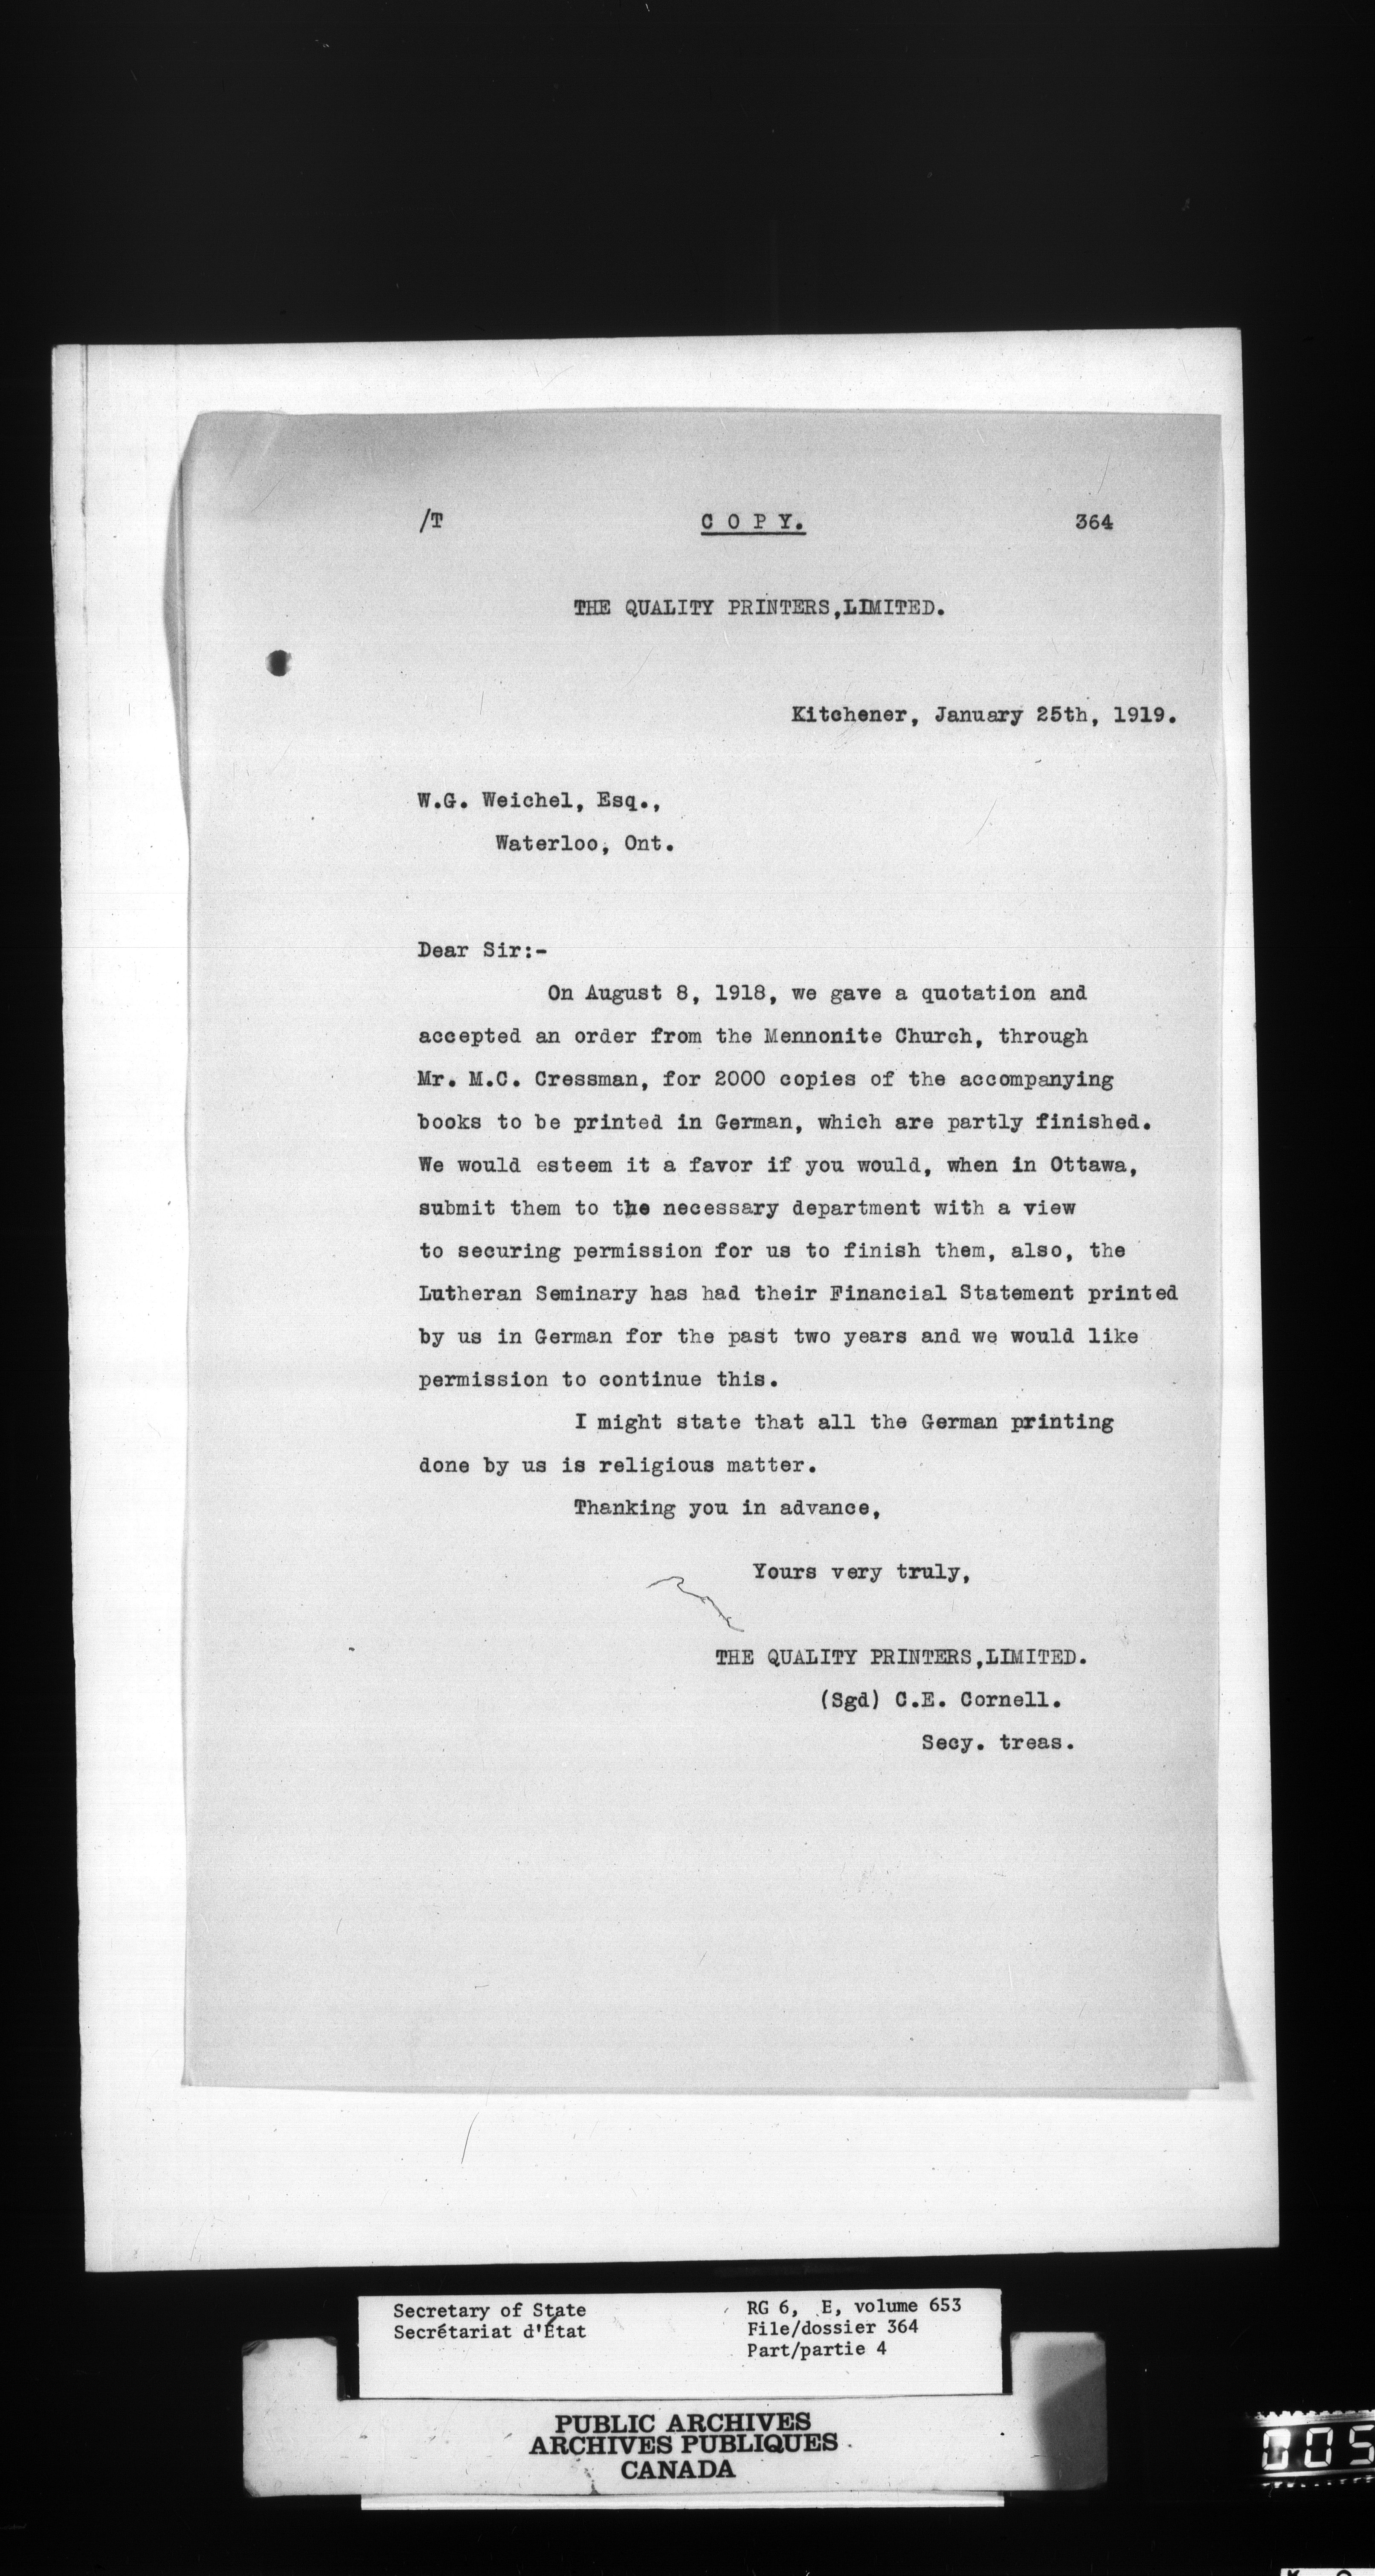 /T COPY. 364
THE QUALITY PRINTERS,LIMITED.
Kitchener, January 25th, 1919.
W.G. Weichel, Esq.,
Waterloo, Ont.
Dear Sir:-
On August 8, 1918, we gave a quotation and
accepted an order from the Mennonite Church, through
Mr. M.C. Cressman, for 2000 copies of the accompanying
books to be printed in German, which are partly finished.
We would esteem it a favor if you would, when in Ottawa,
submit them to the necessary department with a view
to securing permission for us to finish them, also, the
Lutheran Seminary has had their Financial Statement printed
by us in German for the past two years and we would like
permission to continue this.
I might state that all the German printing
done by us is religious matter.
Thanking you in advance,
Yours very truly,
THE QUALITY PRINTERS,LIMITED.
(Sgd) C.E. Cornell.
Secy. treas.
Secretary of State RG 6, E, volume 653
Secrétariat d'État File/dossier 364
Part/partie 4
PUBLIC ARCHIVES
ARCHIVES PUBLIQUES
CANADA
005